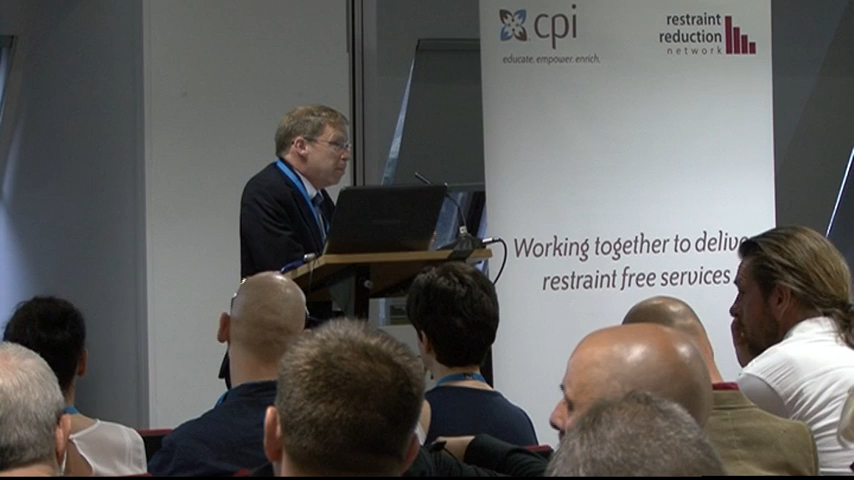 cpi
educate. empower. enrich.
restraint
reduction
network
Working together to delive
restraint free services